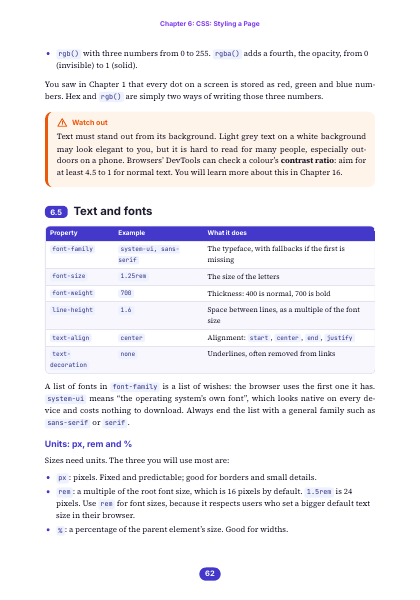 Chapter 6: CSS: Styling a Page
• rgb() with three numbers from 0 to 255. rgba() adds a fourth, the opacity, from 0
(invisible) to 1 (solid).
You saw in Chapter 1 that every dot on a screen is stored as red, green and blue num-
bers. Hex and rgb() are simply two ways of writing those three numbers.
Watch out
Text must stand out from its background. Light grey text on a white background
may look elegant to you, but it is hard to read for many people, especially out-
doors on a phone. Browsers’ DevTools can check a colour’s contrast ratio: aim for
at least 4.5 to 1 for normal text. You will learn more about this in Chapter 16.
6.5 Text and fonts
Property Example What it does
font-family system-ui, sans- The typeface, with fallbacks if the first is
serif missing
font-size 1.25rem The size of the letters
font-weight 700 Thickness: 400 is normal, 700 is bold
line-height 1.6 Space between lines, as a multiple of the font
size
text-align center Alignment: start, center, end, justify
text- none Underlines, often removed from links
decoration
A list of fonts in font-family is a list of wishes: the browser uses the first one it has.
system-ui means “the operating system’s own font”, which looks native on every de-
vice and costs nothing to download. Always end the list with a general family such as
sans-serif or serif.
Units: px, rem and %
Sizes need units. The three you will use most are:
• px: pixels. Fixed and predictable; good for borders and small details.
• rem: a multiple of the root font size, which is 16 pixels by default. 1.5rem is 24
pixels. Use rem for font sizes, because it respects users who set a bigger default text
size in their browser.
• %: a percentage of the parent element’s size. Good for widths.
62